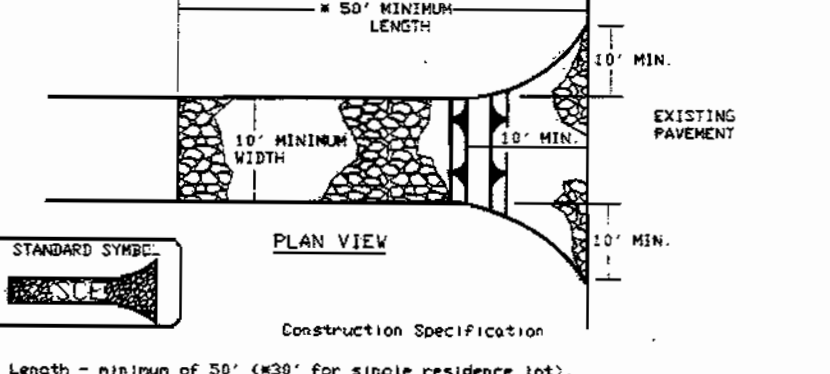 * 50' MINIMUM
LENGTH
10' MIN.
EXISTING
PAVEMENT
10' MININUM
WIDTH
10' MIN.
10' MIN.
PLAN VIEW
STANDARD SYMBOL
SCE
Construction Specification
Length - minimum of 50' (*30' for single residence lot).